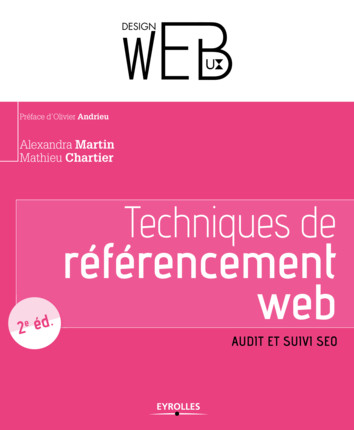 DESIGN
WEB
UX
Préface d'Olivier Andrieu
Alexandra Martin
Mathieu Chartier
Techniques de
référencement
web
2e éd.
AUDIT ET SUIVI SEO
EYROLLES